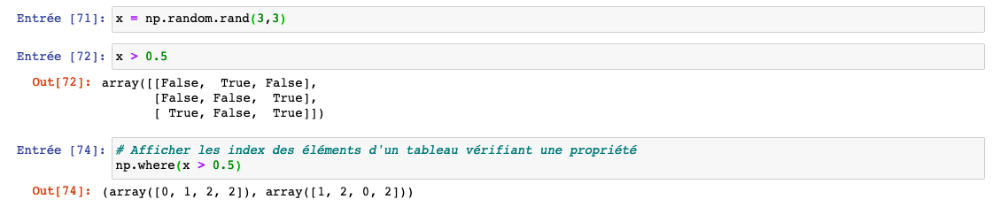 Entrée [71]: x = np.random.rand(3,3)
Entrée [72]: x > 0.5
Out[72]: array([[False,  True, False],
       [False, False,  True],
       [ True, False,  True]])
Entrée [74]: # Afficher les index des éléments d'un tableau vérifiant une propriété
np.where(x > 0.5)
Out[74]: (array([0, 1, 2, 2]), array([1, 2, 0, 2]))